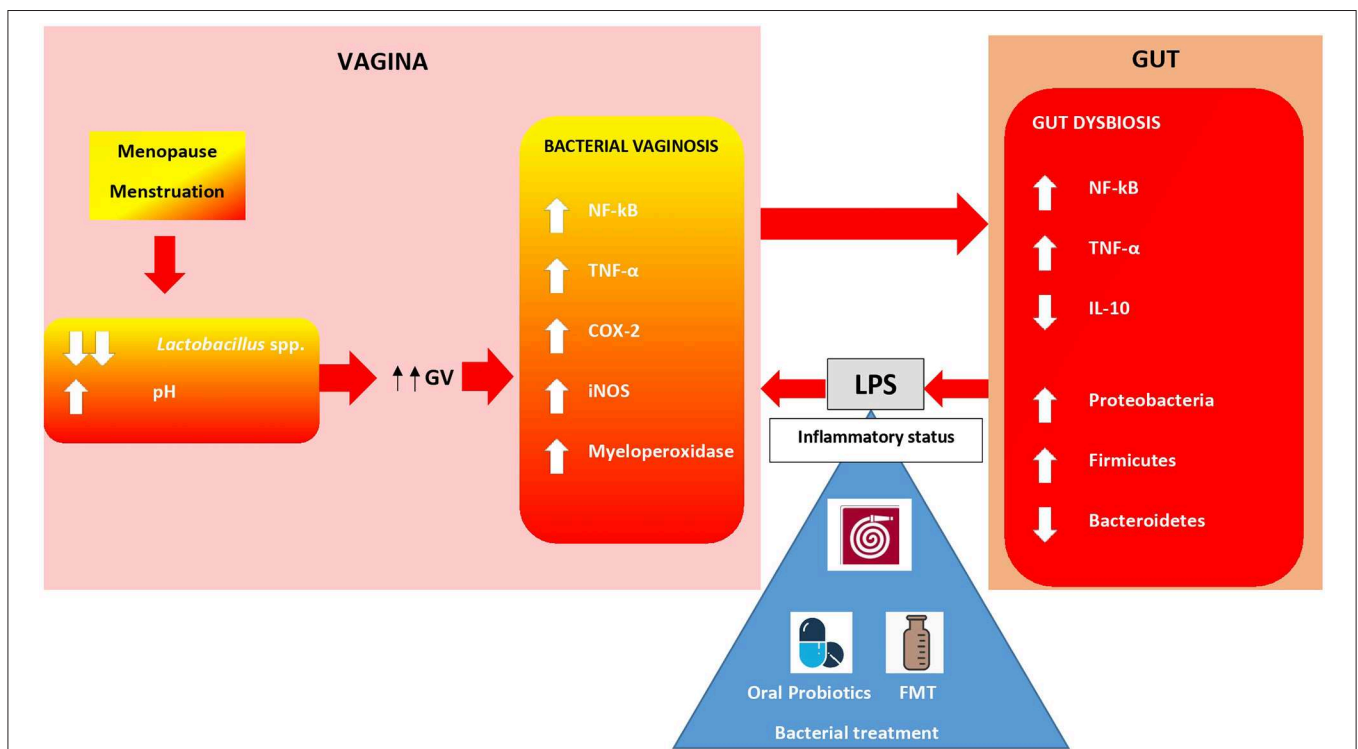 VAGINA
Menopause
Menstruation
Lactobacillus spp.
pH
GV
BACTERIAL VAGINOSIS
NF-kB
TNF-α
COX-2
iNOS
Myeloperoxidase
LPS
Inflammatory status
Oral Probiotics
FMT
Bacterial treatment
GUT
GUT DYSBIOSIS
NF-kB
TNF-α
IL-10
Proteobacteria
Firmicutes
Bacteroidetes